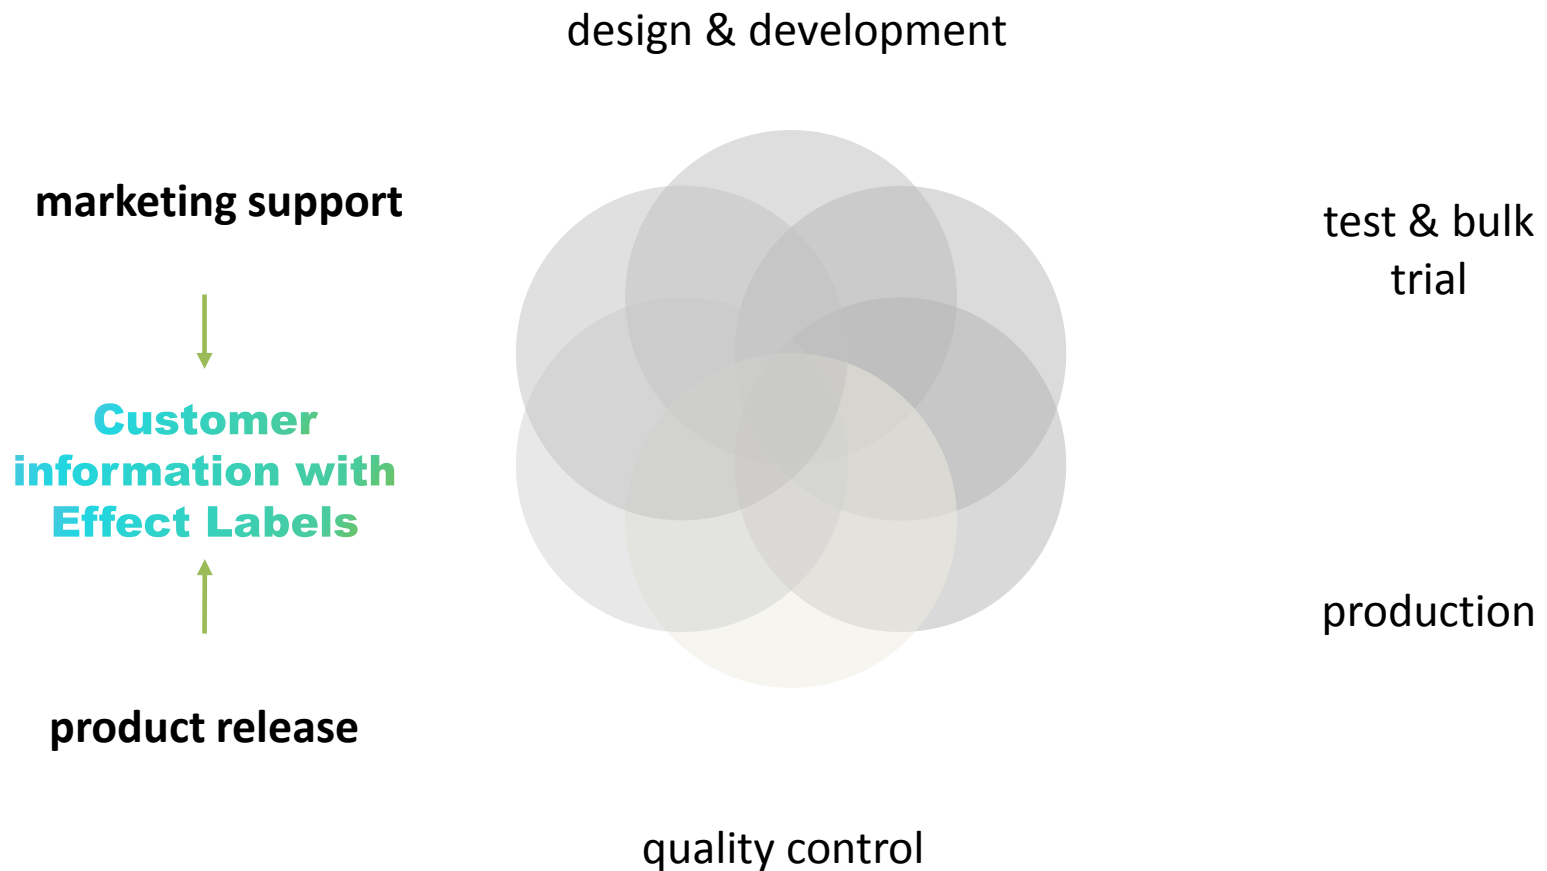 design & development
marketing support
test & bulk
trial
Customer
information with
Effect Labels
production
product release
quality control